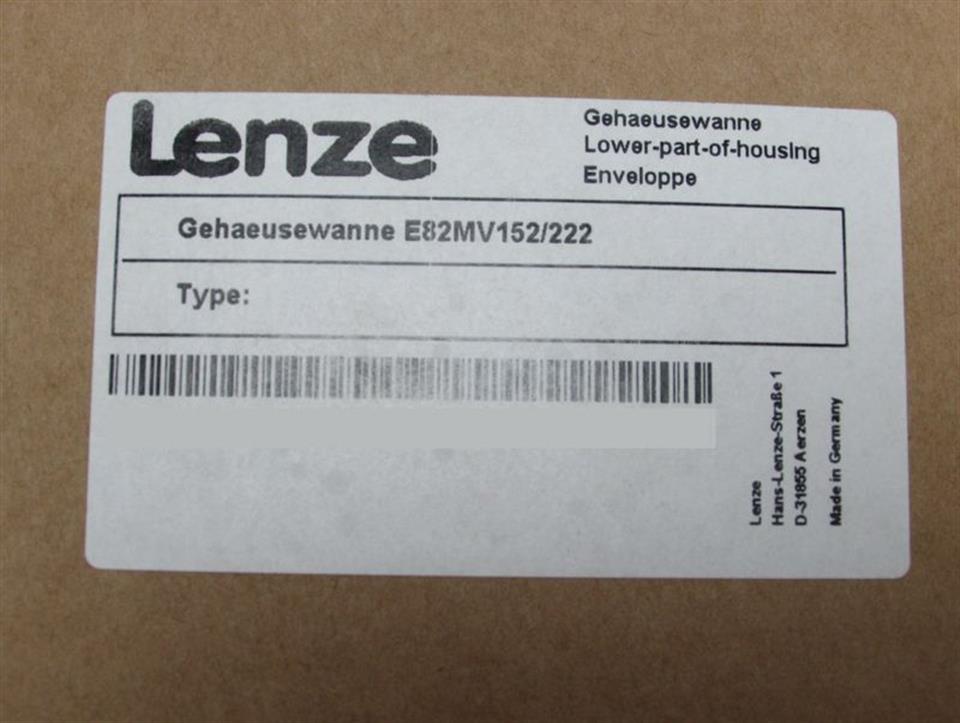 Lenze
Gehaeusewanne
Lower-part-of-housing
Enveloppe
Gehaeusewanne E82MV152/222
Type:
Lenze
Hans-Lenze-Straße 1
D-31855 Aerzen
Made in Germany